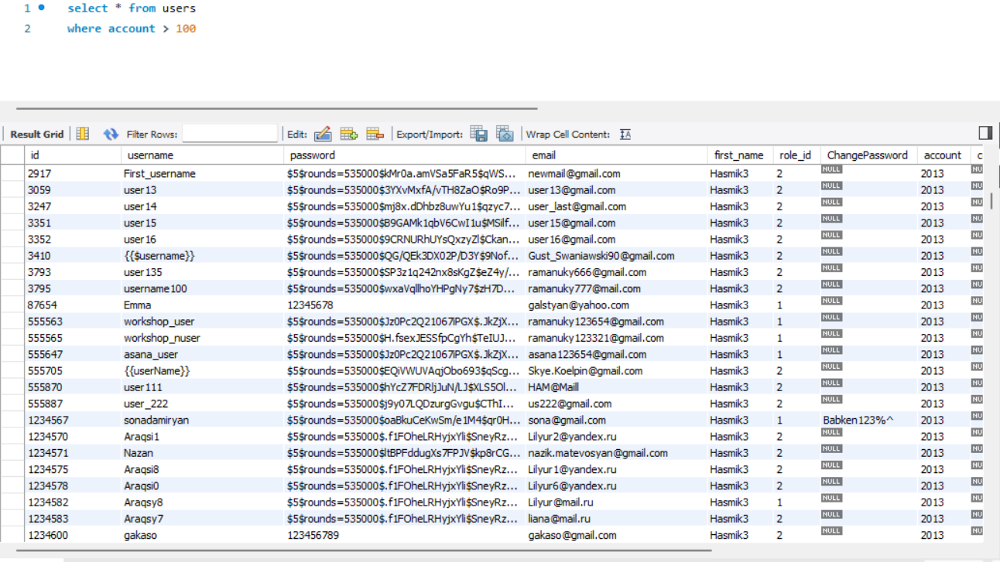 1 select * from users
2 where account > 100
Result Grid Filter Rows: Edit: Export/Import: Wrap Cell Content:
id username password email first_name role_id ChangePassword account c
2917 First_username $5$rounds=535000$kMr0a.amVSa5FaR5$qWS... newmail@gmail.com Hasmik3 2 NULL 2013 NU
3059 user13 $5$rounds=535000$3YXvMxfA/vTH8ZaO$Ro9P... user13@gmail.com Hasmik3 2 NULL 2013 NU
3247 user14 $5$rounds=535000$mj8x.dDhbz8uwYu1$qzyc7... user_last@gmail.com Hasmik3 2 NULL 2013 NU
3351 user15 $5$rounds=535000$B9GAMk1qbV6CwI1u$MSilf... user15@gmail.com Hasmik3 2 NULL 2013 NU
3352 user16 $5$rounds=535000$9CRNURhUYsQxzyZl$Ckan... user16@gmail.com Hasmik3 2 NULL 2013 NU
3410 {{$username}} $5$rounds=535000$QG/QEk3DX02P/D3Y$9Nof... Gust_Swaniawski90@gmail.com Hasmik3 2 NULL 2013 NU
3793 user135 $5$rounds=535000$SP3z1q242nx8sKgZ$eZ4y/... ramanuky666@gmail.com Hasmik3 2 NULL 2013 NU
3795 username100 $5$rounds=535000$wxaVqllhoYHPgNy7$zH7D... ramanuky777@mail.com Hasmik3 2 NULL 2013 NU
87654 Emma 12345678 galstyan@yahoo.com Hasmik3 1 NULL 2013 NU
555563 workshop_user $5$rounds=535000$Jz0Pc2Q21067iPGX$.JkZjX... ramanuky123654@gmail.com Hasmik3 1 NULL 2013 NU
555565 workshop_nuser $5$rounds=535000$H.fsexJESSfpCgYh$TeIUJ... ramanuky123321@gmail.com Hasmik3 1 NULL 2013 NU
555647 asana_user $5$rounds=535000$Jz0Pc2Q21067iPGX$.JkZjX... asana123654@gmail.com Hasmik3 1 NULL 2013 NU
555705 {{userName}} $5$rounds=535000$EQiVWUVAqjObo693$qScg... Skye.Koelpin@gmail.com Hasmik3 2 NULL 2013 NU
555870 user111 $5$rounds=535000$hYcZ7FDRljJuN/LJ$XLS5Ol... HAM@Maill Hasmik3 2 NULL 2013 NU
555887 user_222 $5$rounds=535000$j9y07LQDzurgGvgu$CThI... us222@gmail.com Hasmik3 2 NULL 2013 NU
1234567 sonadamiryan $5$rounds=535000$oaBkuCeKwSm/e1M4$qr0H... sona@gmail.com Hasmik3 1 Babken123%^ 2013 NU
1234570 Araqsi1 $5$rounds=535000$.f1FOheLRHyjxYli$SneyRz... Lilyur2@yandex.ru Hasmik3 2 NULL 2013 NU
1234571 Nazan $5$rounds=535000$ltBPFddugXs7FPJV$kp8rCG... nazik.matevosyan@gmail.com Hasmik3 2 NULL 2013 NU
1234575 Araqsi8 $5$rounds=535000$.f1FOheLRHyjxYli$SneyRz... Lilyur1@yandex.ru Hasmik3 2 NULL 2013 NU
1234578 Araqsi0 $5$rounds=535000$.f1FOheLRHyjxYli$SneyRz... Lilyur6@yandex.ru Hasmik3 2 NULL 2013 NU
1234582 Araqsy8 $5$rounds=535000$.f1FOheLRHyjxYli$SneyRz... Lilyur@mail.ru Hasmik3 1 NULL 2013 NU
1234583 Araqsy7 $5$rounds=535000$.f1FOheLRHyjxYli$SneyRz... liana@mail.ru Hasmik3 2 NULL 2013 NU
1234600 gakaso 123456789 gakaso@gmail.com Hasmik3 2 NULL 2013 NU